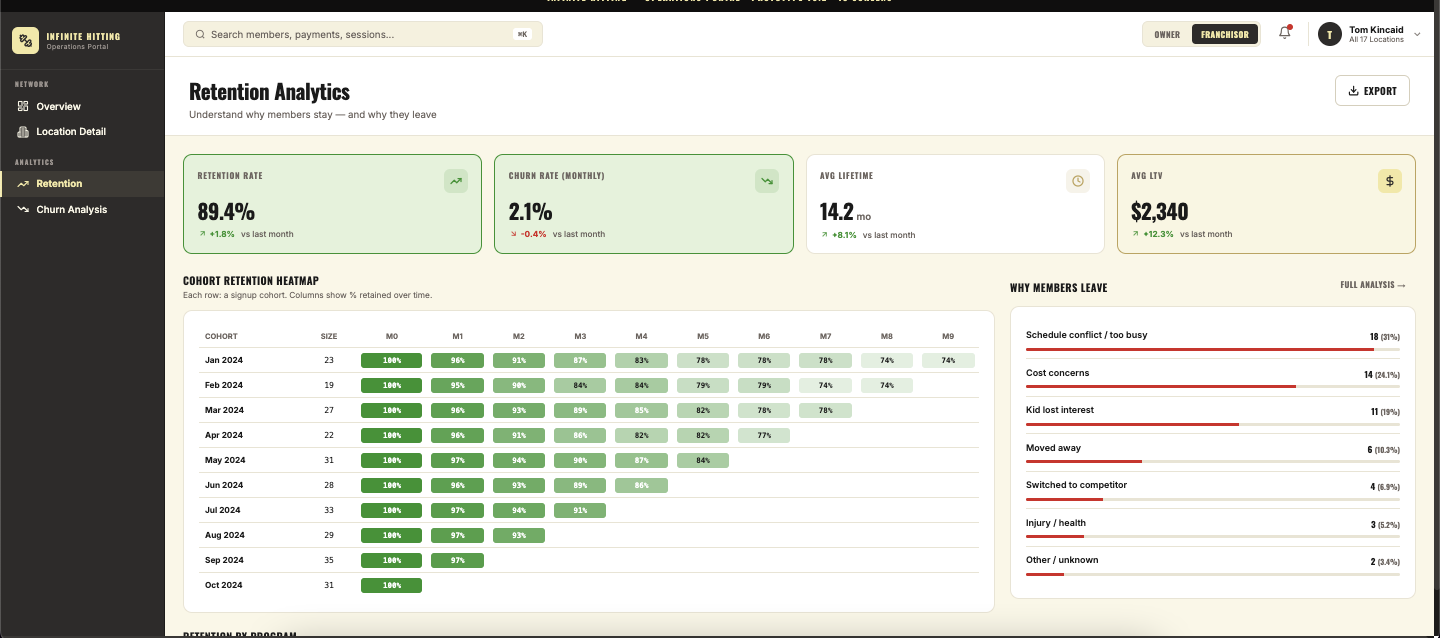 INFINITE HITTING
Operations Portal
Search members, payments, sessions...
⌘K
OWNER
FRANCHISOR
T
Tom Kincaid
All 17 Locations
NETWORK
Overview
Location Detail
ANALYTICS
Retention
Churn Analysis
Retention Analytics
Understand why members stay — and why they leave
EXPORT
RETENTION RATE
89.4%
+1.8% vs last month
CHURN RATE (MONTHLY)
2.1%
-0.4% vs last month
AVG LIFETIME
14.2 mo
+8.1% vs last month
AVG LTV
$
$2,340
+12.3% vs last month
COHORT RETENTION HEATMAP
Each row: a signup cohort. Columns show % retained over time.
COHORT SIZE M0 M1 M2 M3 M4 M5 M6 M7 M8 M9
Jan 2024 23 100% 96% 91% 87% 83% 78% 78% 78% 74% 74%
Feb 2024 19 100% 95% 90% 84% 84% 79% 79% 74% 74%
Mar 2024 27 100% 96% 93% 89% 85% 82% 78% 78%
Apr 2024 22 100% 96% 91% 86% 82% 82% 77%
May 2024 31 100% 97% 94% 90% 87% 84%
Jun 2024 28 100% 96% 93% 89% 86%
Jul 2024 33 100% 97% 94% 91%
Aug 2024 29 100% 97% 93%
Sep 2024 35 100% 97%
Oct 2024 31 100%
WHY MEMBERS LEAVE
FULL ANALYSIS →
Schedule conflict / too busy 18 (31%)
Cost concerns 14 (24.1%)
Kid lost interest 11 (19%)
Moved away 6 (10.3%)
Switched to competitor 4 (6.9%)
Injury / health 3 (5.2%)
Other / unknown 2 (3.4%)
RETENTION BY PROGRAM